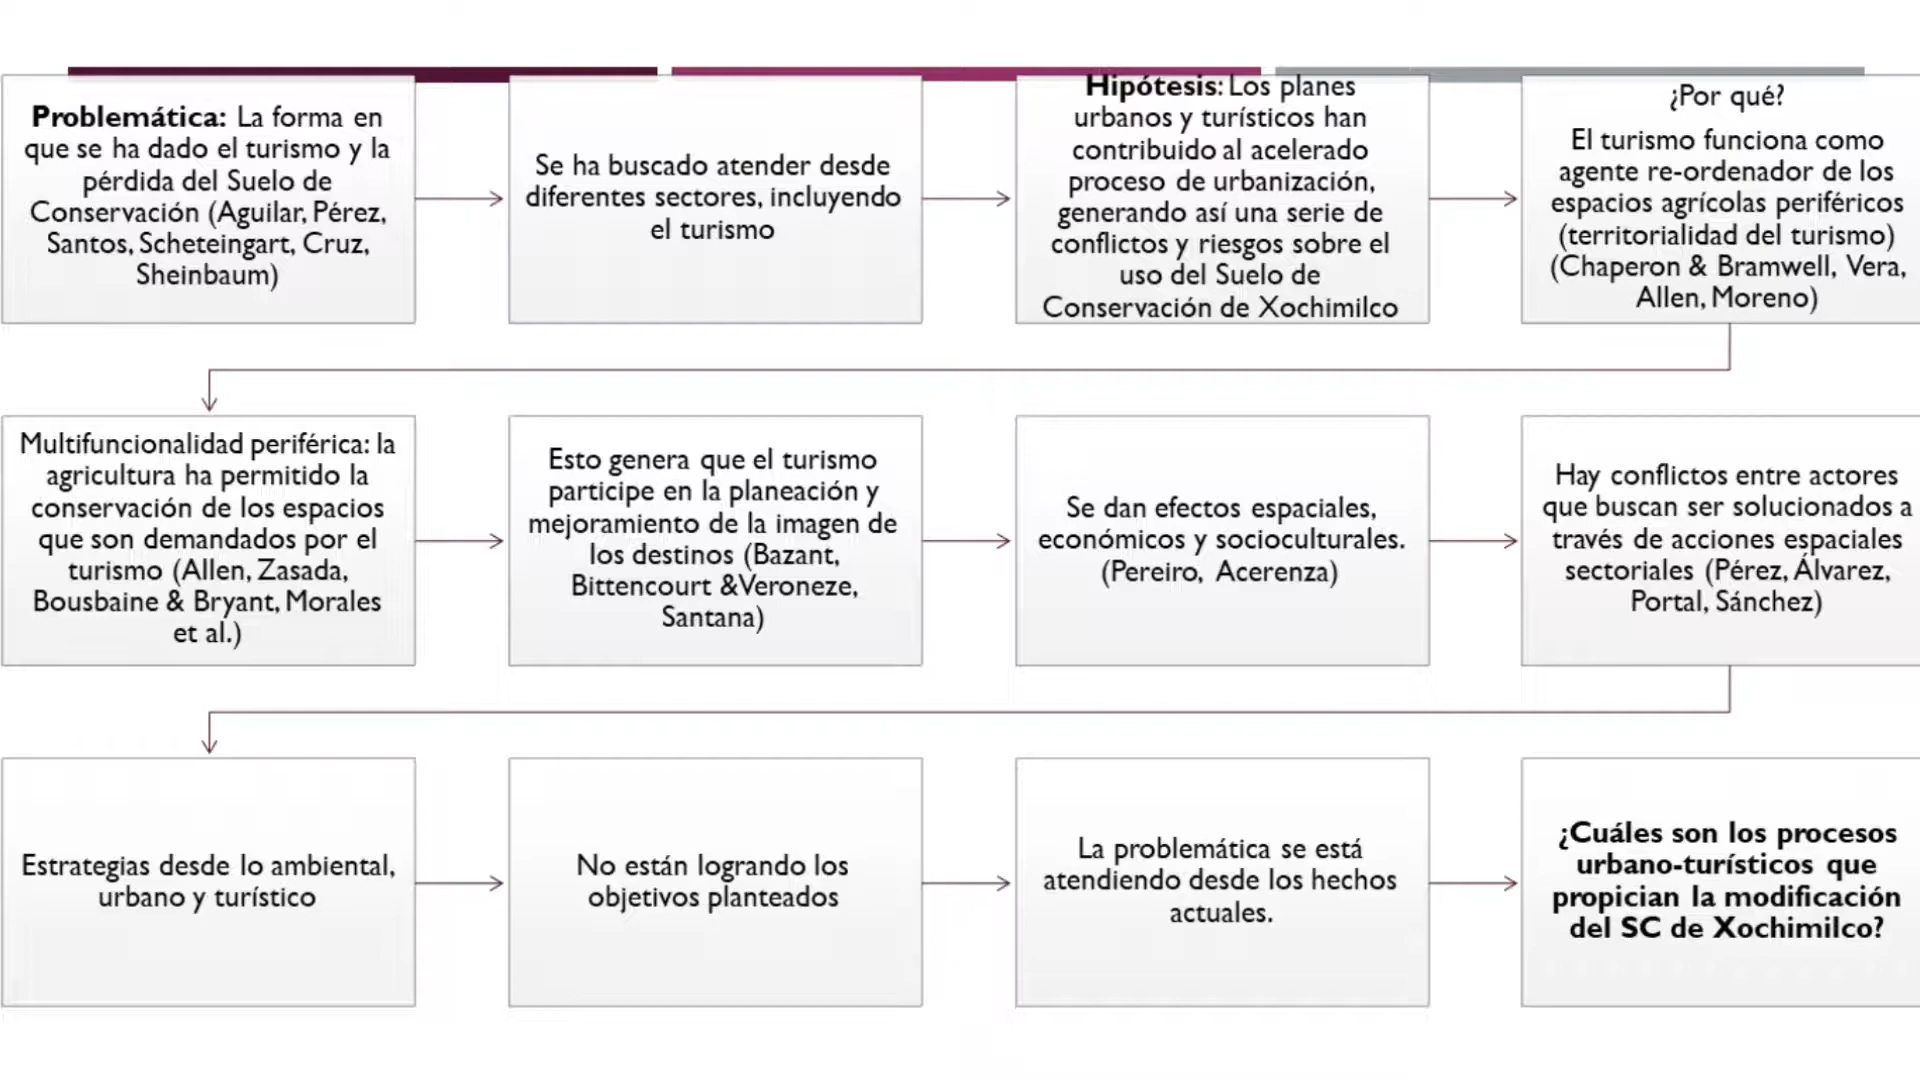 Problemática: La forma en
que se ha dado el turismo y la
pérdida del Suelo de
Conservación (Aguilar, Pérez,
Santos, Scheteingart, Cruz,
Sheinbaum)
Se ha buscado atender desde
diferentes sectores, incluyendo
el turismo
Hipótesis: Los planes
urbanos y turísticos han
contribuido al acelerado
proceso de urbanización,
generando así una serie de
conflictos y riesgos sobre el
uso del Suelo de
Conservación de Xochimilco
¿Por qué?
El turismo funciona como
agente re-ordenador de los
espacios agrícolas periféricos
(territorialidad del turismo)
(Chaperon & Bramwell, Vera,
Allen, Moreno)
Multifuncionalidad periférica: la
agricultura ha permitido la
conservación de los espacios
que son demandados por el
turismo (Allen, Zasada,
Bousbaine & Bryant, Morales
et al.)
Esto genera que el turismo
participe en la planeación y
mejoramiento de la imagen de
los destinos (Bazant,
Bittencourt &Veroneze,
Santana)
Se dan efectos espaciales,
económicos y socioculturales.
(Pereiro, Acerenza)
Hay conflictos entre actores
que buscan ser solucionados a
través de acciones espaciales
sectoriales (Pérez, Álvarez,
Portal, Sánchez)
Estrategias desde lo ambiental,
urbano y turístico
No están logrando los
objetivos planteados
La problemática se está
atendiendo desde los hechos
actuales.
¿Cuáles son los procesos
urbano-turísticos que
propician la modificación
del SC de Xochimilco?